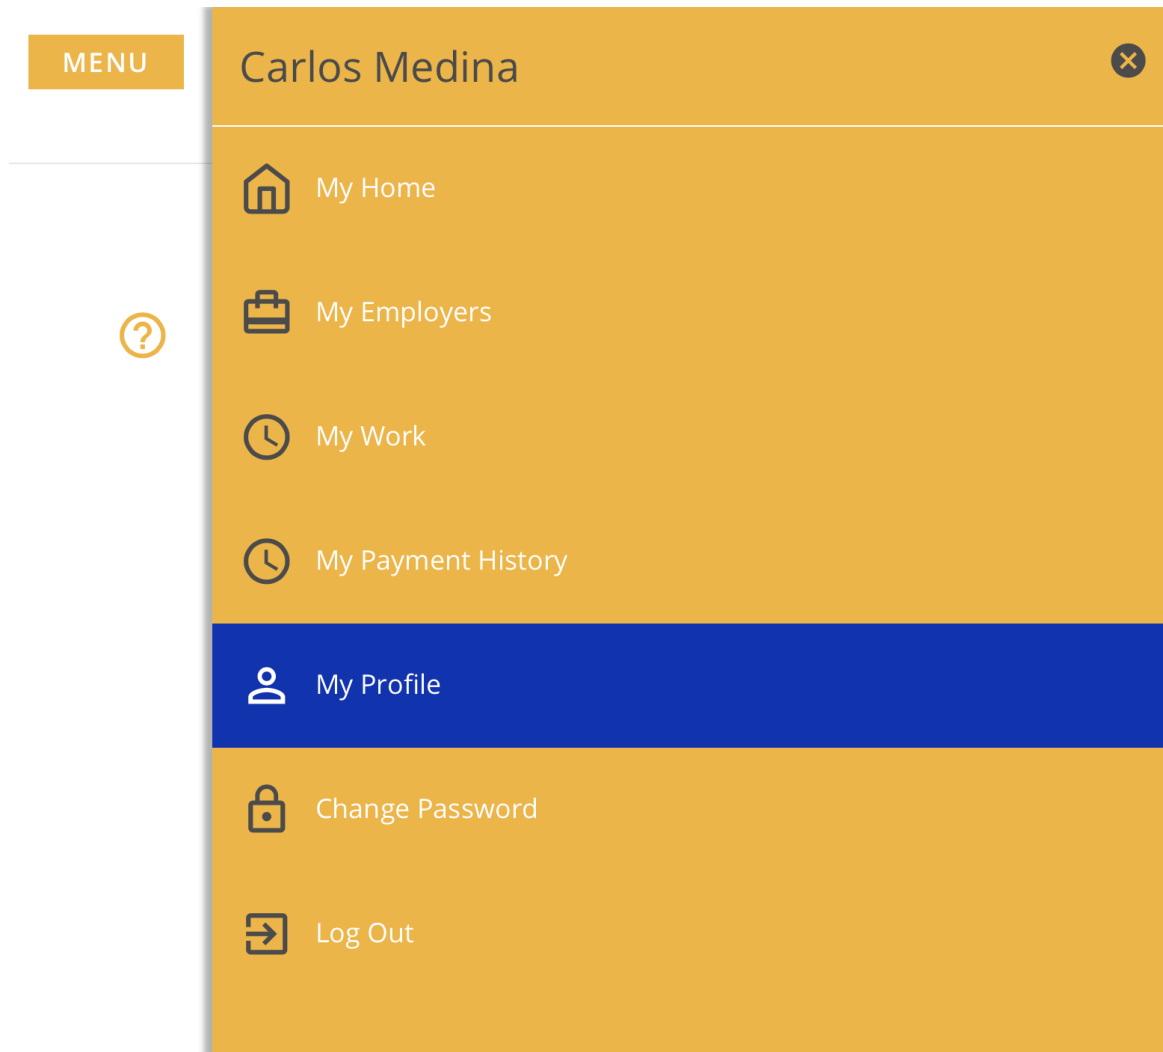 MENU
Carlos Medina
My Home
My Employers
My Work
My Payment History
My Profile
Change Password
Log Out